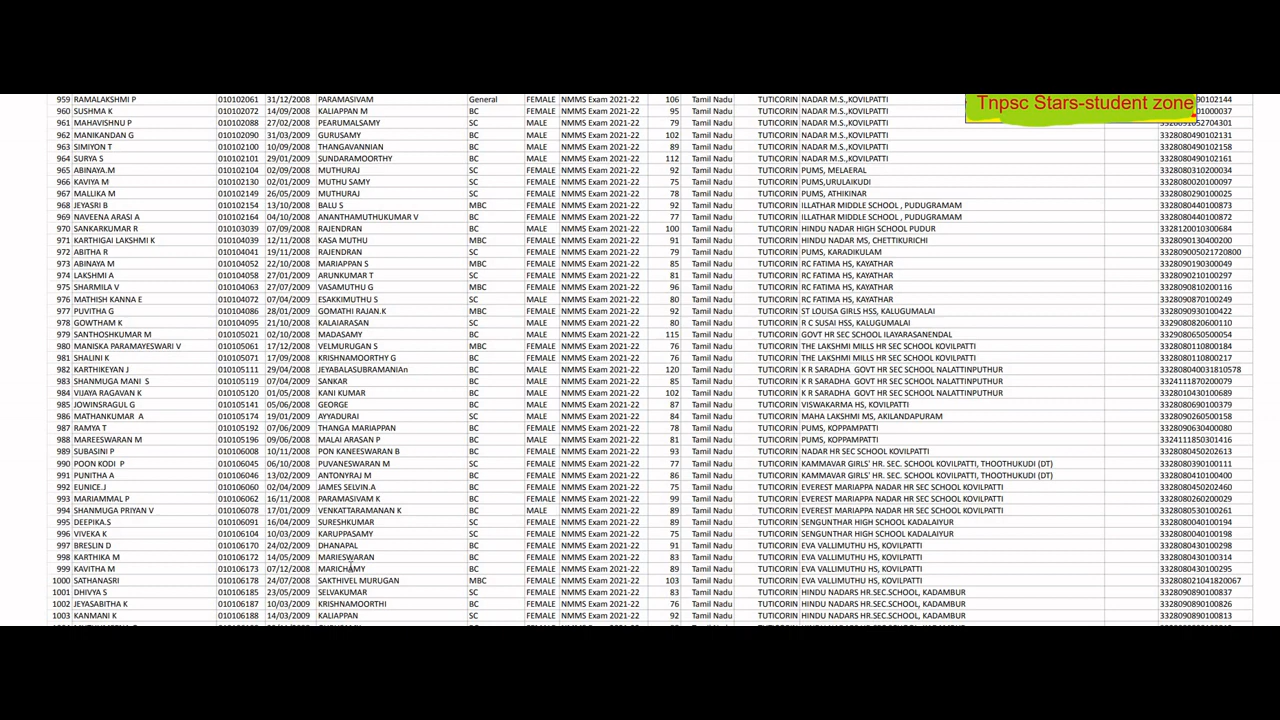 Tnpsc Stars-student zone
959 RAMALAKSHMI P 010102061 31/12/2008 PARAMASIVAM General FEMALE NMMS Exam 2021-22 106 Tamil Nadu TUTICORIN NADAR M.S.,KOVILPATTI
960 SUSHMA K 010102072 14/09/2008 KALIAPPAN M BC FEMALE NMMS Exam 2021-22 95 Tamil Nadu TUTICORIN NADAR M.S.,KOVILPATTI
961 MAHAVISHNU P 010102088 27/02/2008 PEARUMALSAMY SC MALE NMMS Exam 2021-22 79 Tamil Nadu TUTICORIN NADAR M.S.,KOVILPATTI
962 MANIKANDAN G 010102090 31/03/2009 GURUSAMY BC MALE NMMS Exam 2021-22 102 Tamil Nadu TUTICORIN NADAR M.S.,KOVILPATTI 3328080490102131
963 SIMIYON T 010102100 10/09/2008 THANGAVANNIAN BC MALE NMMS Exam 2021-22 89 Tamil Nadu TUTICORIN NADAR M.S.,KOVILPATTI 3328080490102158
964 SURYA S 010102101 29/01/2009 SUNDARAMOORTHY BC MALE NMMS Exam 2021-22 112 Tamil Nadu TUTICORIN NADAR M.S.,KOVILPATTI 3328080490102161
965 ABINAYA.M 010102104 02/09/2008 MUTHURAJ SC FEMALE NMMS Exam 2021-22 92 Tamil Nadu TUTICORIN PUMS, MELAERAL 3328080310200034
966 KAVIYA M 010102130 02/01/2009 MUTHU SAMY SC FEMALE NMMS Exam 2021-22 75 Tamil Nadu TUTICORIN PUMS,URULAIKUDI 3328080020100097
967 MALLIKA M 010102149 26/05/2009 MUTHURAJ SC FEMALE NMMS Exam 2021-22 78 Tamil Nadu TUTICORIN PUMS, ATHIKINAR 3328080290100025
968 JEYASRI B 010102154 13/10/2008 BALU S MBC FEMALE NMMS Exam 2021-22 92 Tamil Nadu TUTICORIN ILLATHAR MIDDLE SCHOOL , PUDUGRAMAM 3328080440100873
969 NAVEENA ARASI A 010102164 04/10/2008 ANANTHAMUTHUKUMAR V BC FEMALE NMMS Exam 2021-22 77 Tamil Nadu TUTICORIN ILLATHAR MIDDLE SCHOOL , PUDUGRAMAM 3328080440100872
970 SANKARKUMAR R 010103039 07/09/2008 RAJENDRAN BC MALE NMMS Exam 2021-22 100 Tamil Nadu TUTICORIN HINDU NADAR HIGH SCHOOL PUDUR 3328120010300684
971 KARTHIGAI LAKSHMI K 010104039 12/11/2008 KASA MUTHU MBC FEMALE NMMS Exam 2021-22 91 Tamil Nadu TUTICORIN HINDU NADAR MS, CHETTIKURICHI 3328090130400200
972 ABITHA R 010104041 19/11/2008 RAJENDRAN SC FEMALE NMMS Exam 2021-22 79 Tamil Nadu TUTICORIN PUMS, KARADIKULAM 332809005021720800
973 ABINAYA M 010104052 22/10/2008 MARIAPPAN S MBC FEMALE NMMS Exam 2021-22 85 Tamil Nadu TUTICORIN RC FATIMA HS, KAYATHAR 3328090190300049
974 LAKSHMI A 010104058 27/01/2009 ARUNKUMAR T SC FEMALE NMMS Exam 2021-22 81 Tamil Nadu TUTICORIN RC FATIMA HS, KAYATHAR 3328090210100297
975 SHARMILA V 010104063 27/07/2009 VASAMUTHU G MBC FEMALE NMMS Exam 2021-22 96 Tamil Nadu TUTICORIN RC FATIMA HS, KAYATHAR 3328090810200116
976 MATHISH KANNA E 010104072 07/04/2009 ESAKKIMUTHU S SC MALE NMMS Exam 2021-22 80 Tamil Nadu TUTICORIN RC FATIMA HS, KAYATHAR 3328090870100249
977 PUVITHA G 010104086 28/01/2009 GOMATHI RAJAN.K MBC FEMALE NMMS Exam 2021-22 92 Tamil Nadu TUTICORIN ST LOUISA GIRLS HSS, KALUGUMALAI 3328090930100422
978 GOWTHAM K 010104095 21/10/2008 KALAIARASAN SC MALE NMMS Exam 2021-22 80 Tamil Nadu TUTICORIN R C SUSAI HSS, KALUGUMALAI 3329080820600110
979 SANTHOSHKUMAR M 010105021 02/10/2008 MADASAMY BC MALE NMMS Exam 2021-22 115 Tamil Nadu TUTICORIN GOVT HR SEC SCHOOL ILAYARASANENDAL 3328080650500054
980 MANISKA PARAMAYESWARI V 010105061 17/12/2008 VELMURUGAN S MBC FEMALE NMMS Exam 2021-22 76 Tamil Nadu TUTICORIN THE LAKSHMI MILLS HR SEC SCHOOL KOVILPATTI 3328080110800184
981 SHALINI K 010105071 17/09/2008 KRISHNAMOORTHY G BC FEMALE NMMS Exam 2021-22 76 Tamil Nadu TUTICORIN THE LAKSHMI MILLS HR SEC SCHOOL KOVILPATTI 3328080110800217
982 KARTHIKEYAN J 010105111 29/04/2008 JEYABALASUBRAMANIAn BC MALE NMMS Exam 2021-22 120 Tamil Nadu TUTICORIN K R SARADHA GOVT HR SEC SCHOOL NALATTINPUTHUR 332808040031810578
983 SHANMUGA MANI S 010105119 07/04/2009 SANKAR BC MALE NMMS Exam 2021-22 85 Tamil Nadu TUTICORIN K R SARADHA GOVT HR SEC SCHOOL NALATTINPUTHUR 3324111870200079
984 VIJAYA RAGAVAN K 010105120 01/05/2008 KANI KUMAR BC MALE NMMS Exam 2021-22 102 Tamil Nadu TUTICORIN K R SARADHA GOVT HR SEC SCHOOL NALATTINPUTHUR 3328010430100689
985 JOWINSRAGUL G 010105141 05/06/2008 GEORGE BC MALE NMMS Exam 2021-22 87 Tamil Nadu TUTICORIN VISWAKARMA HS, KOVILPATTI 3328080690100379
986 MATHANKUMAR A 010105174 19/01/2009 AYYADURAI SC MALE NMMS Exam 2021-22 84 Tamil Nadu TUTICORIN MAHA LAKSHMI MS, AKILANDAPURAM 3328090260500158
987 RAMYA T 010105192 07/06/2008 THANGA MARIAPPAN BC FEMALE NMMS Exam 2021-22 78 Tamil Nadu TUTICORIN PUMS, KOPPAMPATTI 3328090630400080
988 MAREESWARAN M 010105196 09/06/2008 MALAI ARASAN P BC MALE NMMS Exam 2021-22 81 Tamil Nadu TUTICORIN PUMS, KOPPAMPATTI 3324111850301416
989 SUBASINI P 010106008 10/11/2008 PON KANEESWARAN B BC FEMALE NMMS Exam 2021-22 93 Tamil Nadu TUTICORIN NADAR HR SEC SCHOOL KOVILPATTI 3328080450202613
990 POON KODI P 010106045 06/10/2008 PUVANESWARAN M SC FEMALE NMMS Exam 2021-22 77 Tamil Nadu TUTICORIN KAMMAVAR GIRLS' HR. SEC. SCHOOL KOVILPATTI, THOOTHUKUDI (DT) 3328080390100111
991 PUNITHA A 010106046 13/02/2009 ANTONYRAJ M BC FEMALE NMMS Exam 2021-22 86 Tamil Nadu TUTICORIN KAMMAVAR GIRLS' HR. SEC. SCHOOL KOVILPATTI, THOOTHUKUDI (DT) 3328080410100400
992 EUNICE.J 010106060 02/04/2009 JAMES SELVIN.A BC FEMALE NMMS Exam 2021-22 75 Tamil Nadu TUTICORIN EVEREST MARIAPPA NADAR HR SEC SCHOOL KOVILPATTI 3328080450202460
993 MARIAMMAL P 010106062 16/11/2008 PARAMASIVAM K BC FEMALE NMMS Exam 2021-22 99 Tamil Nadu TUTICORIN EVEREST MARIAPPA NADAR HR SEC SCHOOL KOVILPATTI 3328080260200029
994 SHANMUGA PRIYAN V 010106078 17/01/2009 VENKATTARAMANAN K BC MALE NMMS Exam 2021-22 89 Tamil Nadu TUTICORIN EVEREST MARIAPPA NADAR HR SEC SCHOOL KOVILPATTI 3328080530100261
995 DEEPIKA.S 010106091 16/04/2009 SURESHKUMAR SC FEMALE NMMS Exam 2021-22 89 Tamil Nadu TUTICORIN SENGUNTHAR HIGH SCHOOL KADALAIYUR 3328080040100194
996 VIVEKA K 010106104 10/03/2009 KARUPPASAMY SC FEMALE NMMS Exam 2021-22 75 Tamil Nadu TUTICORIN SENGUNTHAR HIGH SCHOOL KADALAIYUR 3328080040100198
997 BRESLIN D 010106170 24/02/2009 DHANAPAL BC FEMALE NMMS Exam 2021-22 91 Tamil Nadu TUTICORIN EVA VALLIMUTHU HS, KOVILPATTI 3328080430100298
998 KARTHIKA M 010106172 14/05/2009 MARIESWARAN BC FEMALE NMMS Exam 2021-22 83 Tamil Nadu TUTICORIN EVA VALLIMUTHU HS, KOVILPATTI 3328080430100314
999 KAVITHA M 010106173 07/12/2008 MARICHAMY BC FEMALE NMMS Exam 2021-22 89 Tamil Nadu TUTICORIN EVA VALLIMUTHU HS, KOVILPATTI 3328080430100295
1000 SATHANASRI 010106178 24/07/2008 SAKTHIVEL MURUGAN MBC FEMALE NMMS Exam 2021-22 103 Tamil Nadu TUTICORIN EVA VALLIMUTHU HS, KOVILPATTI 332808021041820067
1001 DHIVYA S 010106185 23/05/2009 SELVAKUMAR SC FEMALE NMMS Exam 2021-22 83 Tamil Nadu TUTICORIN HINDU NADARS HR.SEC.SCHOOL, KADAMBUR 3328090890100837
1002 JEYASABITHA K 010106187 10/03/2009 KRISHNAMOORTHI BC FEMALE NMMS Exam 2021-22 76 Tamil Nadu TUTICORIN HINDU NADARS HR.SEC.SCHOOL, KADAMBUR 3328090890100826
1003 KANMANI K 010106188 14/03/2009 KALIAPPAN SC FEMALE NMMS Exam 2021-22 92 Tamil Nadu TUTICORIN HINDU NADARS HR.SEC.SCHOOL, KADAMBUR 3328090890100813